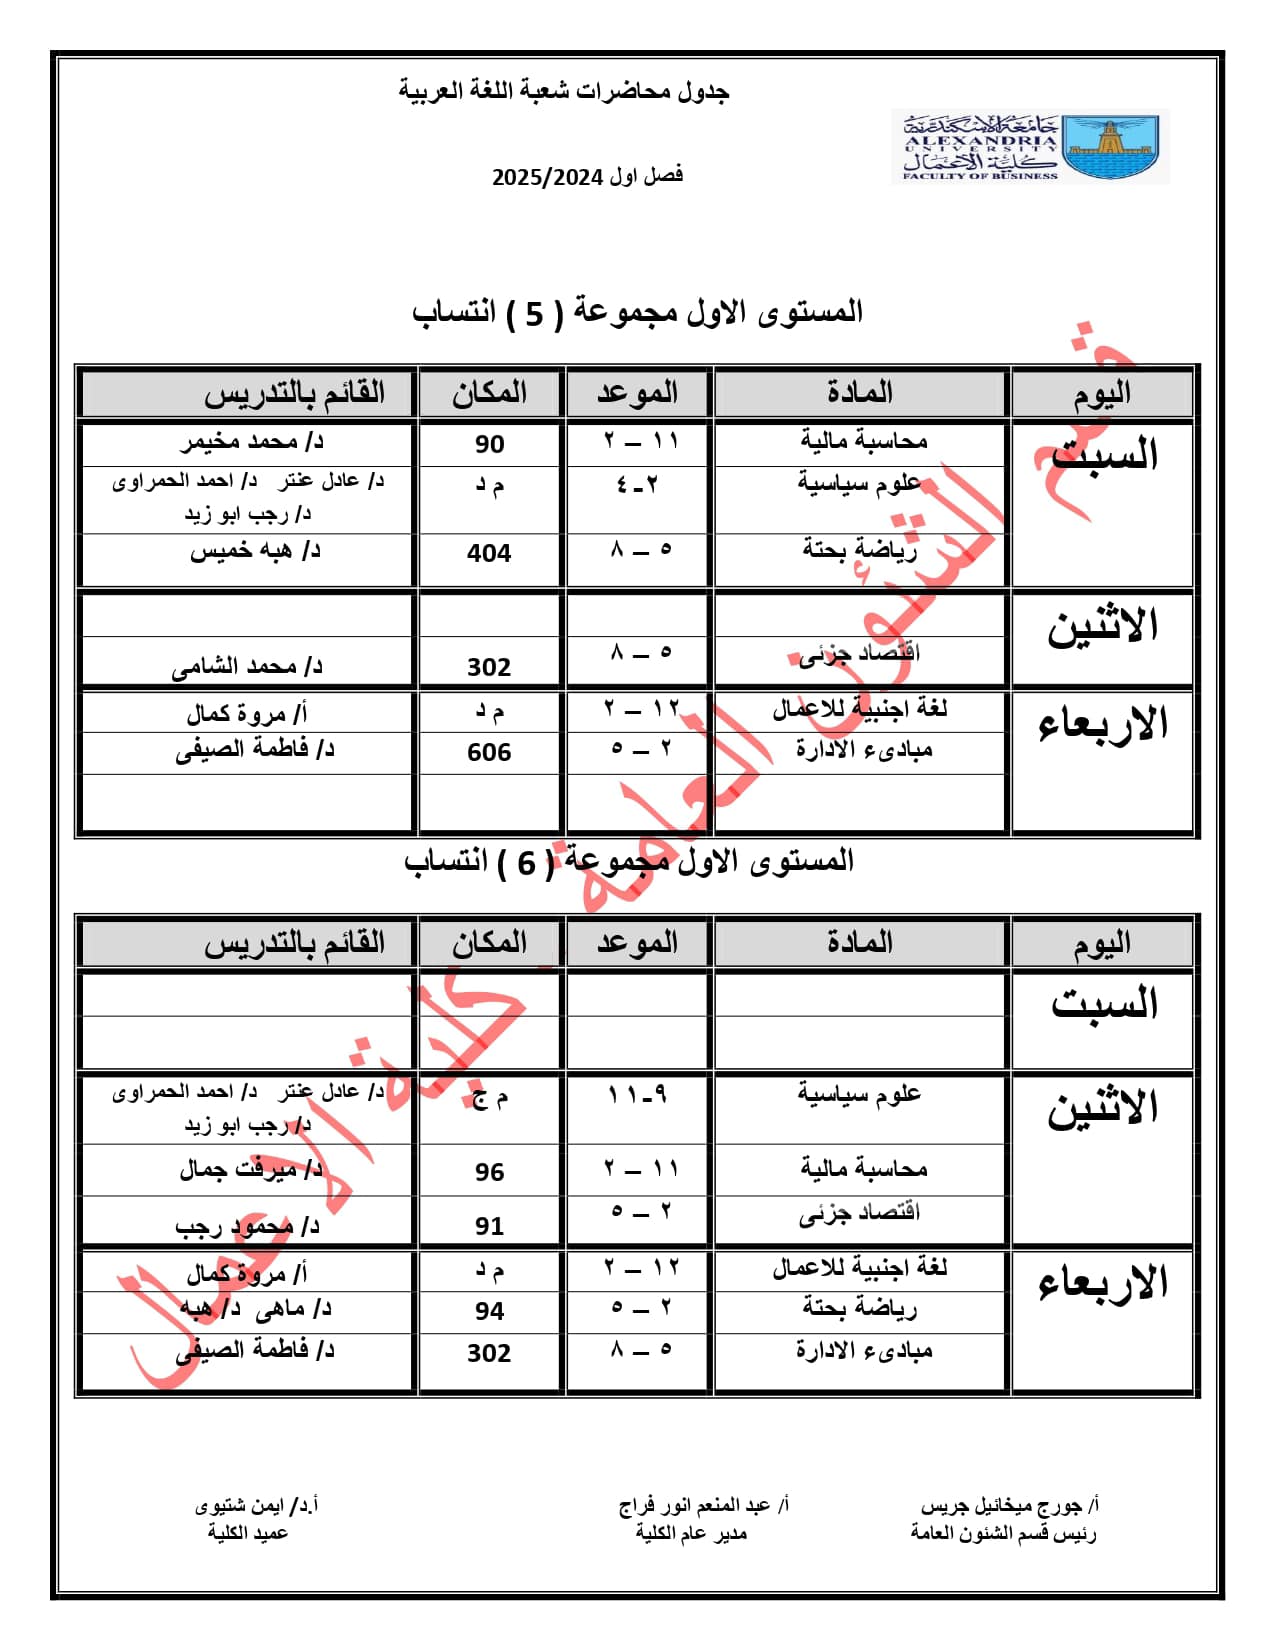 جدول محاضرات شعبة اللغة العربية
جامعة الاسكندرية
ALEXANDRIA
UNIVERSITY
كلية الأعمال
FACULTY OF BUSINESS
فصل اول 2025/2024
المستوى الاول مجموعة ( 5 ) انتساب
اليوم المادة الموعد المكان القائم بالتدريس
السبت محاسبة مالية ١١ – ٢ 90 د/ محمد مخيمر
علوم سياسية ٢-٤ م د د/ عادل عنتر د/ احمد الحمراوى
د/ رجب ابو زيد
رياضة بحتة ٥ – ٨ 404 د/ هبه خميس
الاثنين
اقتصاد جزئى ٥ – ٨ 302 د/ محمد الشامى
الاربعاء لغة اجنبية للاعمال ١٢ – ٢ م د أ/ مروة كمال
مبادىء الادارة ٢ – ٥ 606 د/ فاطمة الصيفى
المستوى الاول مجموعة ( 6 ) انتساب
اليوم المادة الموعد المكان القائم بالتدريس
السبت
الاثنين علوم سياسية ٩-١١ م ج د/ عادل عنتر د/ احمد الحمراوى
د/ رجب ابو زيد
محاسبة مالية ١١ – ٢ 96 د/ ميرفت جمال
اقتصاد جزئى ٢ – ٥ 91 د/ محمود رجب
الاربعاء لغة اجنبية للاعمال ١٢ – ٢ م د أ/ مروة كمال
رياضة بحتة ٢ – ٥ 94 د/ ماهى د/ هبه
مبادىء الادارة ٥ – ٨ 302 د/ فاطمة الصيفى
قسم الشئون العامة كلية الاعمال
أ/ جورج ميخائيل جريس أ/ عبد المنعم انور فراج أ.د/ ايمن شتيوى
رئيس قسم الشئون العامة مدير عام الكلية عميد الكلية